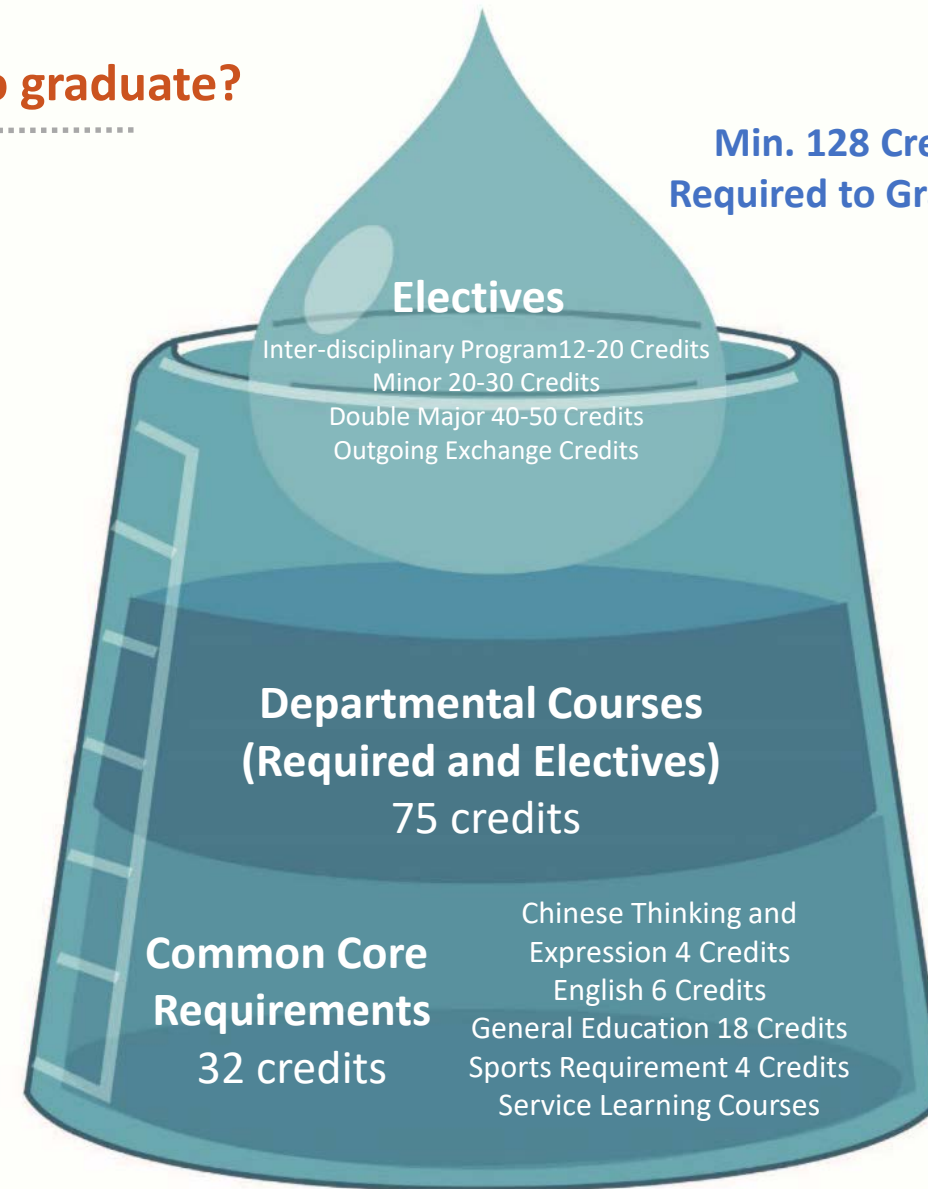 graduate?
Min. 128
Required to
Electives
Inter-disciplinary Program12-20 Credits
Minor 20-30 Credits
Double Major 40-50 Credits
Outgoing Exchange Credits
Departmental Courses
(Required and Electives)
75 credits
Common Core
Requirements
32 credits
Chinese Thinking and
Expression 4 Credits
English 6 Credits
General Education 18 Credits
Sports Requirement 4 Credits
Service Learning Courses